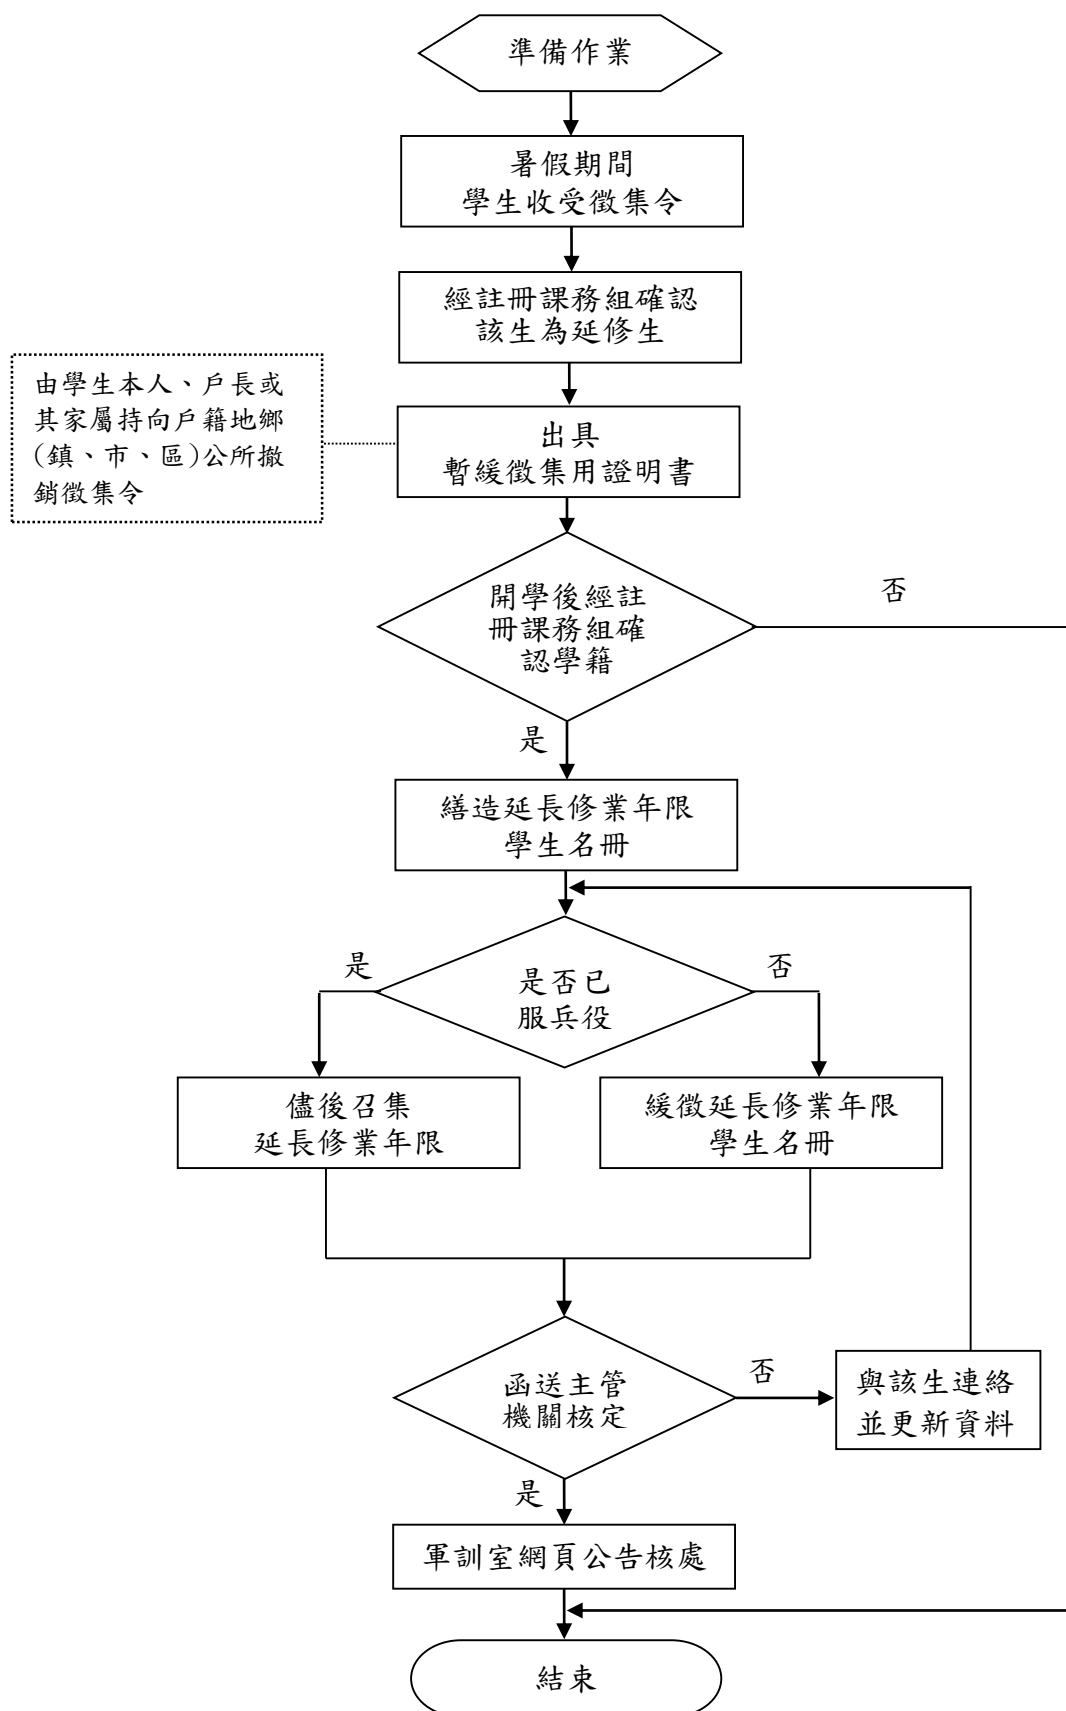 準備作業
暑假期間
學生收受徵集令
經註冊課務組確認
該生為延修生
由學生本人、戶長或
其家屬持向戶籍地鄉
(鎮、市、區)公所撤
銷徵集令
出具
暫緩徵集用證明書
開學後經註
冊課務組確
認學籍
否
是
繕造延長修業年限
學生名冊
是否已
服兵役
是
否
儘後召集
延長修業年限
緩徵延長修業年限
學生名冊
函送主管
機關核定
否
與該生連絡
並更新資料
是
軍訓室網頁公告核處
結束